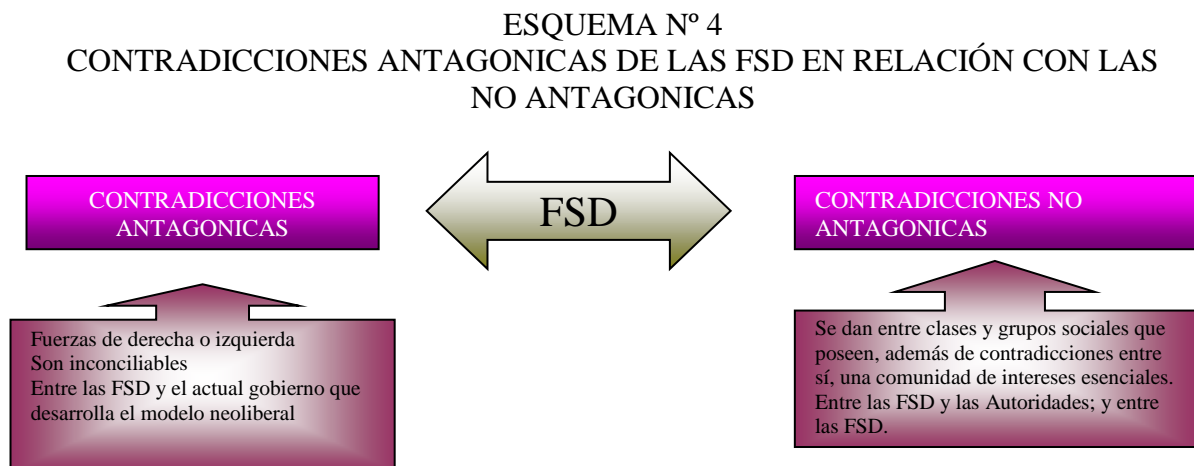 ESQUEMA Nº 4
CONTRADICCIONES ANTAGONICAS DE LAS FSD EN RELACIÓN CON LAS
NO ANTAGONICAS
CONTRADICCIONES
ANTAGONICAS
FSD
CONTRADICCIONES NO
ANTAGONICAS
Fuerzas de derecha o izquierda
Son inconciliables
Entre las FSD y el actual gobierno que
desarrolla el modelo neoliberal
Se dan entre clases y grupos sociales que
poseen, además de contradicciones entre
sí, una comunidad de intereses esenciales.
Entre las FSD y las Autoridades; y entre
las FSD.